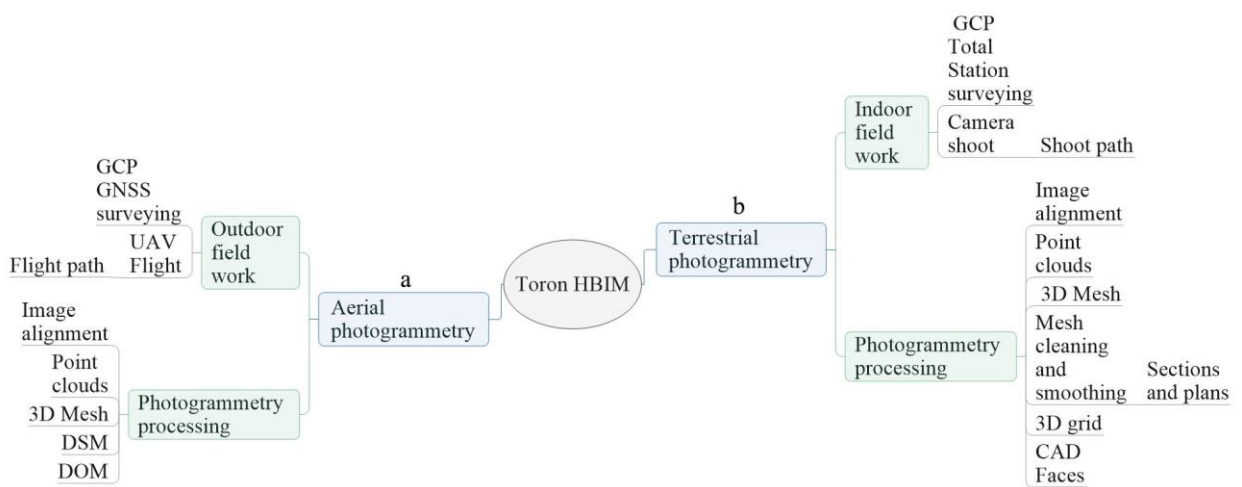 Toron HBIM
a
Aerial
photogrammetry
Outdoor
field
work
GCP
GNSS
surveying
UAV
Flight
Flight path
Photogrammetry
processing
Image
alignment
Point
clouds
3D Mesh
DSM
DOM
b
Terrestrial
photogrammetry
Indoor
field
work
GCP
Total
Station
surveying
Camera
shoot
Shoot path
Photogrammetry
processing
Image
alignment
Point
clouds
3D Mesh
Mesh
cleaning
and
smoothing
Sections
and plans
3D grid
CAD
Faces